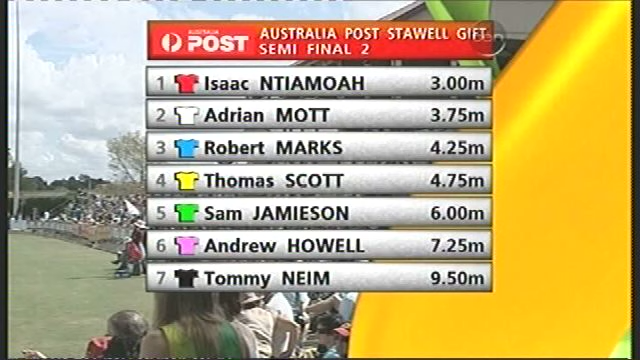 AUSTRALIA
POST
AUSTRALIA POST STAWELL GIFT
SEMI FINAL 2
1 Isaac NTIAMOAH 3.00m
2 Adrian MOTT 3.75m
3 Robert MARKS 4.25m
4 Thomas SCOTT 4.75m
5 Sam JAMIESON 6.00m
6 Andrew HOWELL 7.25m
7 Tommy NEIM 9.50m